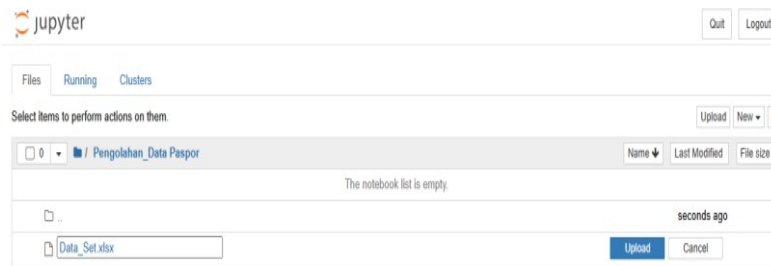 jupyter
Quit Logout
Files Running Clusters
Select items to perform actions on them.
Upload New
0 / Pengolahan_Data Paspor Name Last Modified File size
The notebook list is empty.
.. seconds ago
Data_Set.xlsx Upload Cancel